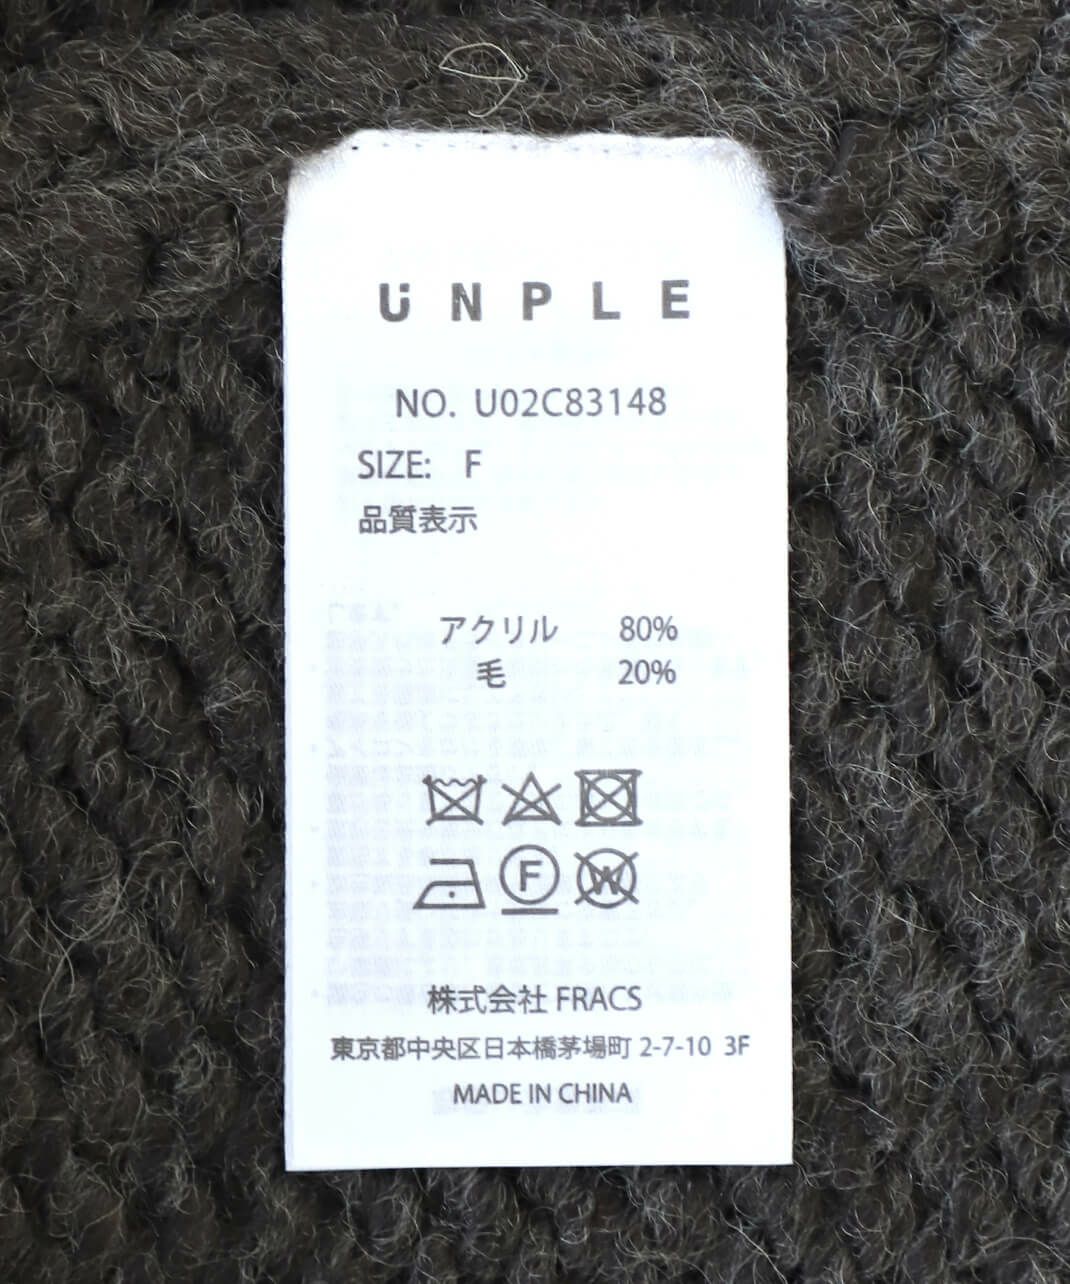 UNPLE
NO. U02C83148
SIZE: F
品質表示
アクリル 80%
毛 20%
F
W
株式会社 FRACS
東京都中央区日本橋茅場町 2-7-10 3F
MADE IN CHINA